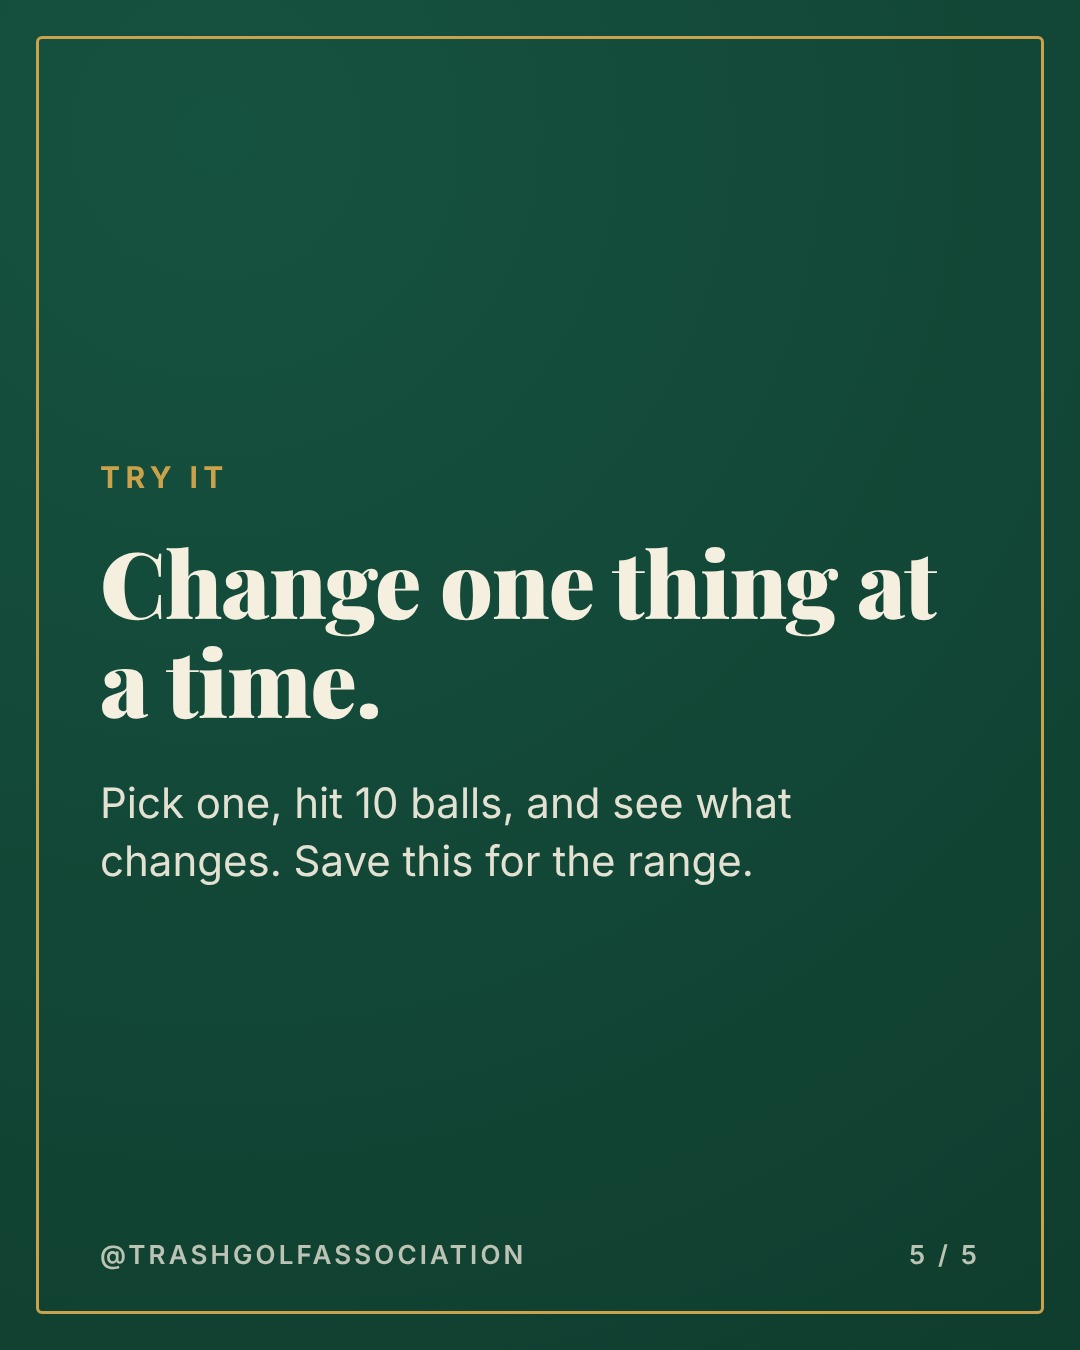 TRY IT
Change one thing at
a time.
Pick one, hit 10 balls, and see what
changes. Save this for the range.
@TRASHGOLFASSOCIATION
5 / 5